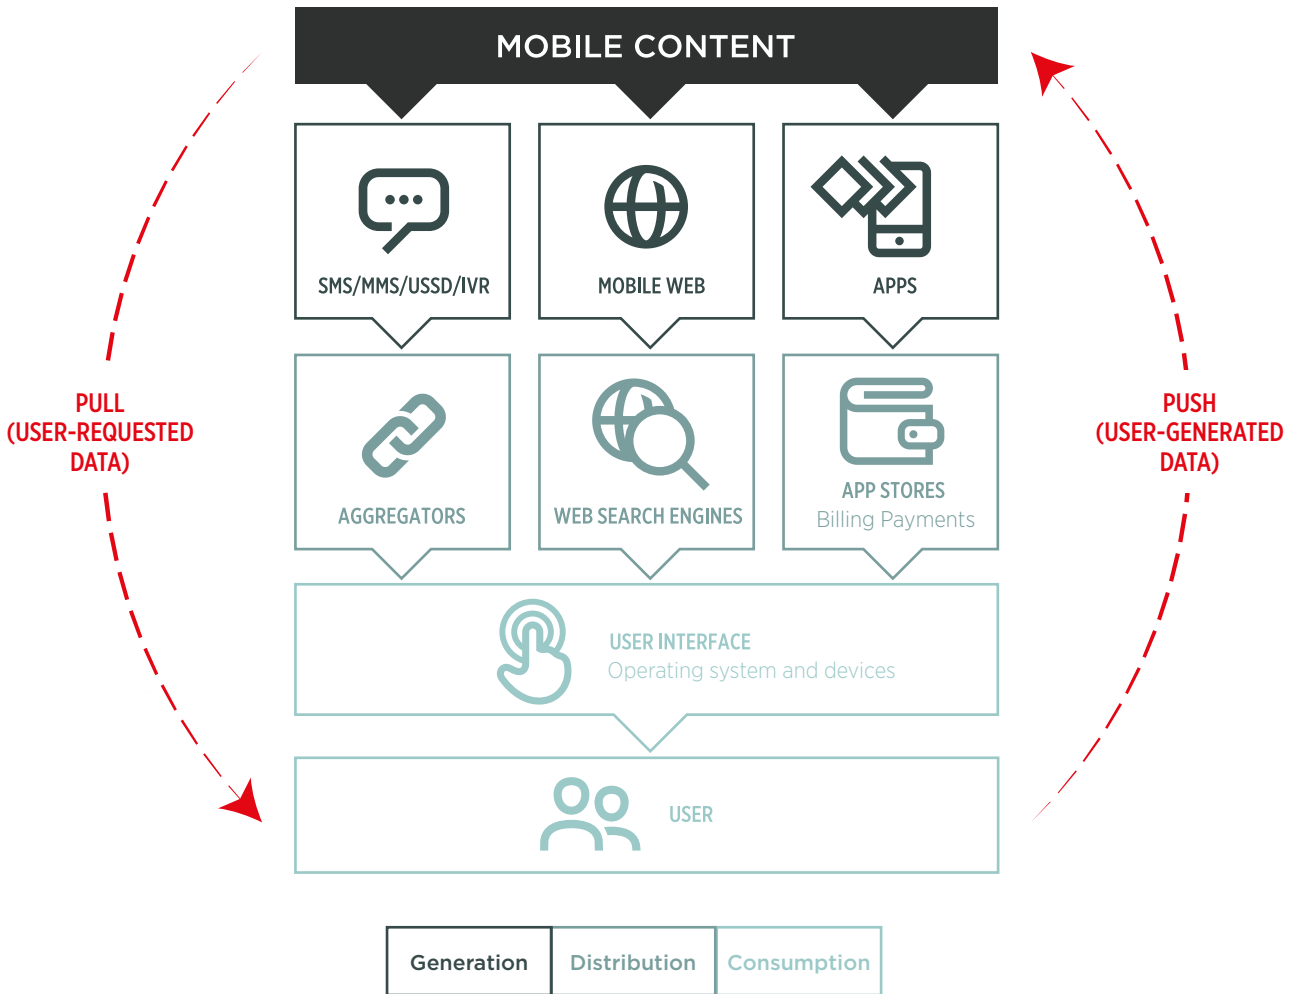 MOBILE CONTENT
SMS/MMS/USSD/IVR
MOBILE WEB
APPS
PULL
(USER-REQUESTED
DATA)
PUSH
(USER-GENERATED
DATA)
AGGREGATORS
WEB SEARCH ENGINES
APP STORES
Billing Payments
USER INTERFACE
Operating system and devices
USER
Generation
Distribution
Consumption